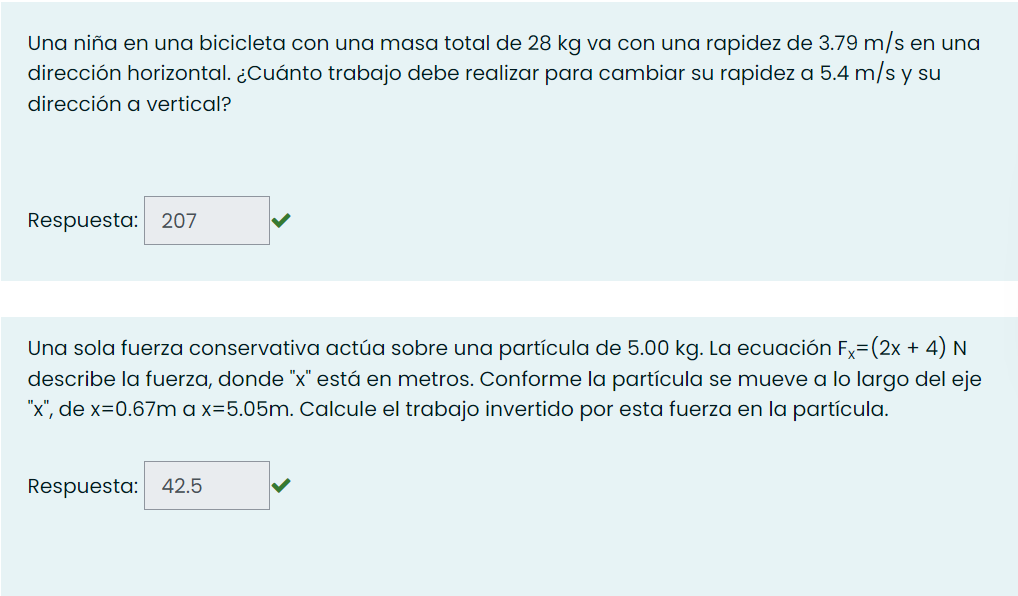 Una niña en una bicicleta con una masa total de 28 kg va con una rapidez de 3.79 m/s en una
dirección horizontal. ¿Cuánto trabajo debe realizar para cambiar su rapidez a 5.4 m/s y su
dirección a vertical?
Respuesta: 207
Una sola fuerza conservativa actúa sobre una partícula de 5.00 kg. La ecuación Fx=(2x + 4) N
describe la fuerza, donde "x" está en metros. Conforme la partícula se mueve a lo largo del eje
"x", de x=0.67m a x=5.05m. Calcule el trabajo invertido por esta fuerza en la partícula.
Respuesta: 42.5